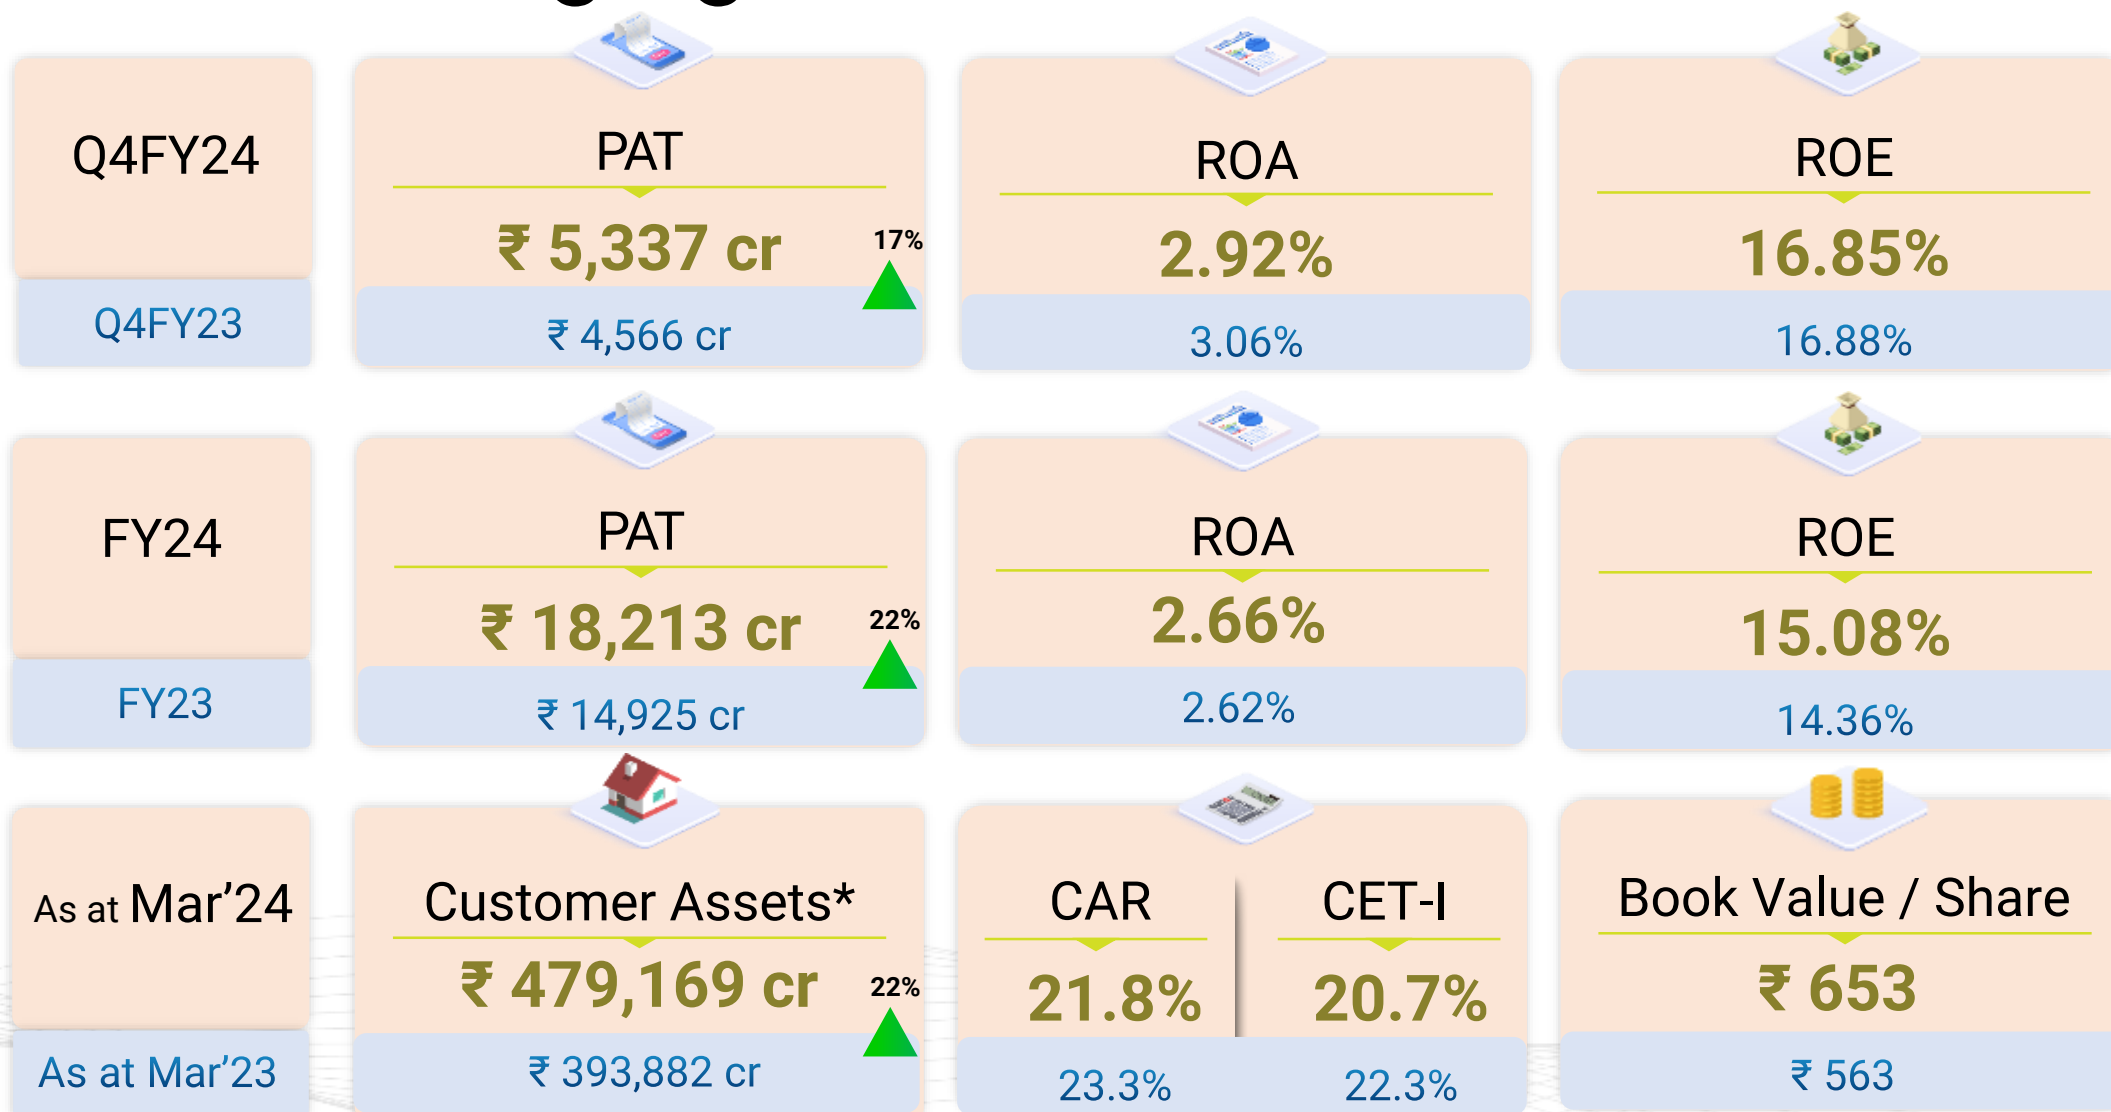 Q4FY24
Q4FY23
PAT
₹ 5,337 cr
17%
₹ 4,566 cr
ROA
2.92%
3.06%
ROE
16.85%
16.88%
FY24
FY23
PAT
₹ 18,213 cr
22%
₹ 14,925 cr
ROA
2.66%
2.62%
ROE
15.08%
14.36%
As at Mar’24
As at Mar’23
Customer Assets*
₹ 479,169 cr
22%
₹ 393,882 cr
CAR
21.8%
23.3%
CET-I
20.7%
22.3%
Book Value / Share
₹ 653
₹ 563